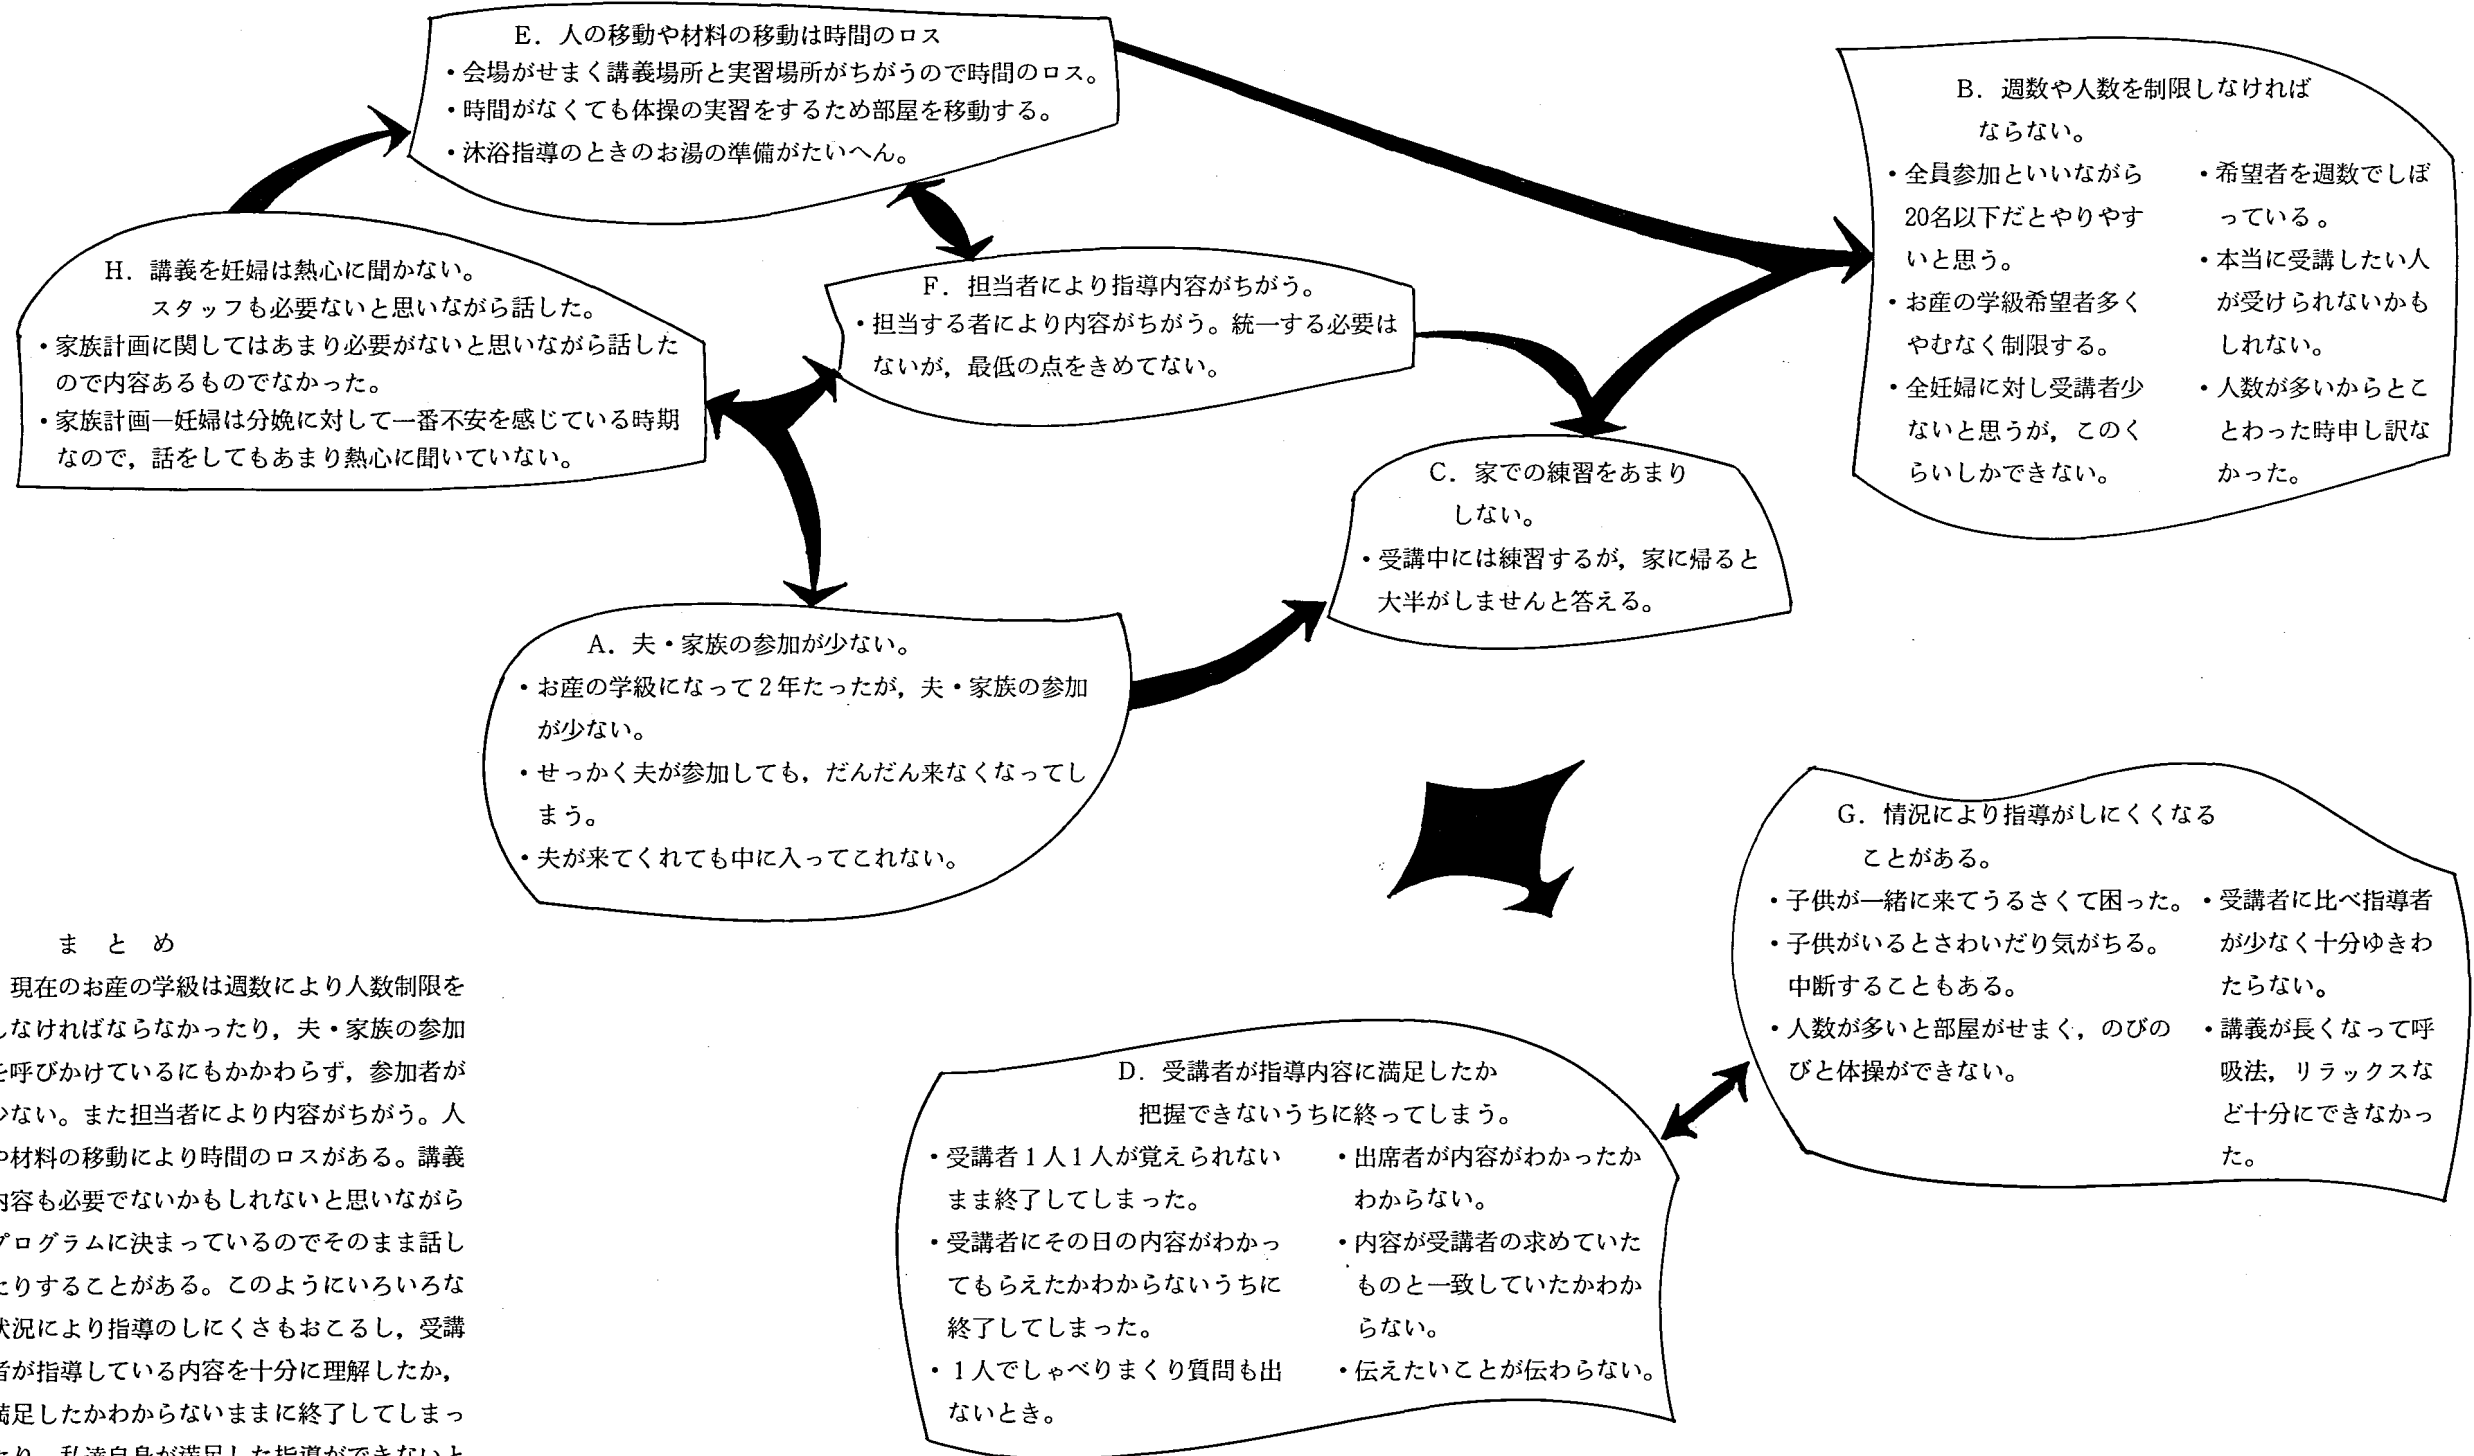 E．人の移動や材料の移動は時間のロス
・会場がせまく講義場所と実習場所がちがうので時間のロス。
・時間がなくても体操の実習をするため部屋を移動する。
・沐浴指導のときのお湯の準備がたいへん。
B．週数や人数を制限しなければ
ならない。
・全員参加といいながら
20名以下だとやりやす
いと思う。
・お産の学級希望者多く
やむなく制限する。
・全妊婦に対し受講者少
ないと思うが，このく
らいしかできない。
・希望者を週数でしぼ
っている。
・本当に受講したい人
が受けられないかも
しれない。
・人数が多いからとこ
とわった時申し訳な
かった。
H．講義を妊婦は熱心に聞かない。
スタッフも必要ないと思いながら話した。
・家族計画に関してはあまり必要がないと思いながら話した
ので内容あるものでなかった。
・家族計画―妊婦は分娩に対して一番不安を感じている時期
なので，話をしてもあまり熱心に聞いていない。
F．担当者により指導内容がちがう。
・担当する者により内容がちがう。統一する必要は
ないが，最低の点をきめてない。
C．家での練習をあまり
しない。
・受講中には練習するが，家に帰ると
大半がしませんと答える。
A．夫・家族の参加が少ない。
・お産の学級になって2年たったが，夫・家族の参加
が少ない。
・せっかく夫が参加しても，だんだん来なくなってし
まう。
・夫が来てくれても中に入ってこれない。
G．情況により指導がしにくくなる
ことがある。
・子供が一緒に来てうるさくて困った。
・子供がいるとさわいだり気がちる。
中断することもある。
・人数が多いと部屋がせまく，のびの
びと体操ができない。
・受講者に比べ指導者
が少なく十分ゆきわ
たらない。
・講義が長くなって呼
吸法，リラックスな
ど十分にできなかっ
た。
D．受講者が指導内容に満足したか
把握できないうちに終ってしまう。
・受講者1人1人が覚えられない
まま終了してしまった。
・受講者にその日の内容がわかっ
てもらえたかわからないうちに
終了してしまった。
・1人でしゃべりまくり質問も出
ないとき。
・出席者が内容がわかったか
わからない。
・内容が受講者の求めていた
ものと一致していたかわか
らない。
・伝えたいことが伝わらない。
まとめ
現在のお産の学級は週数により人数制限を
しなければならなかったり，夫・家族の参加
を呼びかけているにもかかわらず，参加者が
少ない。また担当者により内容がちがう。人
や材料の移動により時間のロスがある。講義
内容も必要でないかもしれないと思いながら
プログラムに決まっているのでそのまま話し
たりすることがある。このようにいろいろな
状況により指導のしにくさもおこるし，受講
者が指導している内容を十分に理解したか，
満足したかわからないままに終了してしまっ
たり，私達自身が満足した指導ができないと